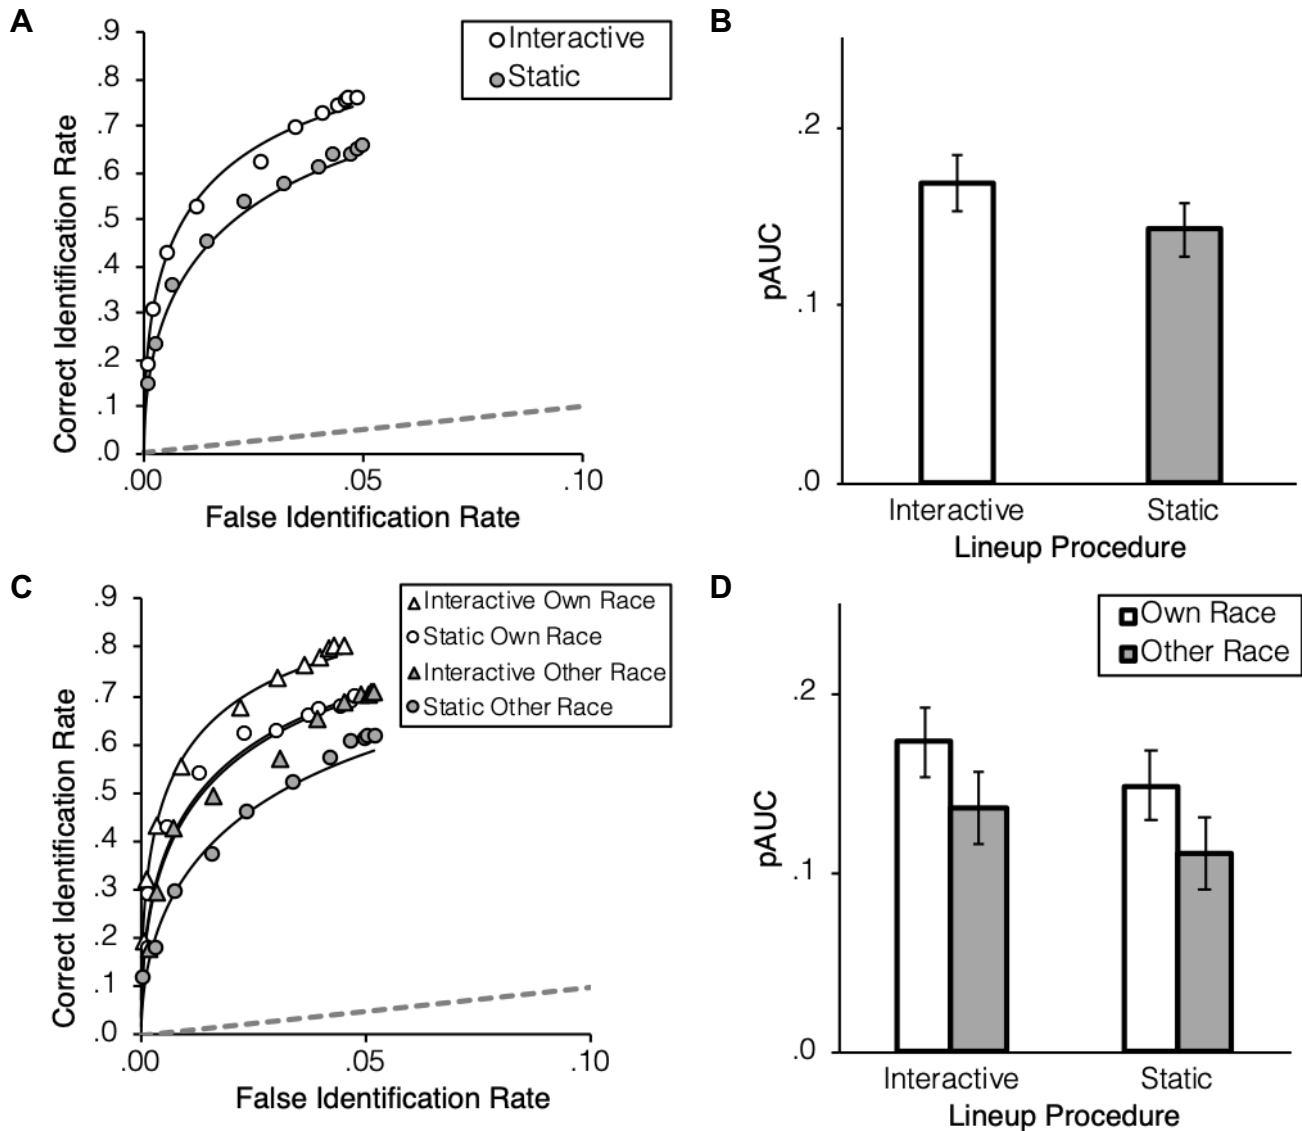 A
.9
.8
.7
.6
.5
.4
.3
.2
.1
.0
Correct Identification Rate
Interactive
Static
.00
.05
.10
False Identification Rate
B
.2
.1
.0
pAUC
Interactive
Static
Lineup Procedure
C
.9
.8
.7
.6
.5
.4
.3
.2
.1
.0
Correct Identification Rate
Interactive Own Race
Static Own Race
Interactive Other Race
Static Other Race
.00
.05
.10
False Identification Rate
D
Own Race
Other Race
.2
.1
.0
pAUC
Interactive
Static
Lineup Procedure